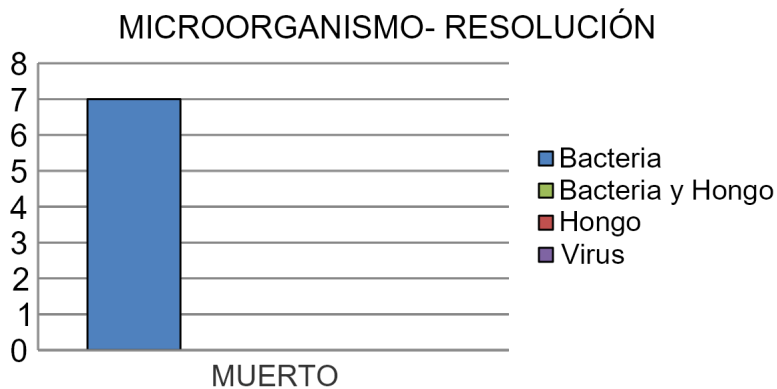 MICROORGANISMO- RESOLUCIÓN
8
7
6
5
4
3
2
1
0
MUERTO
Bacteria
Bacteria y Hongo
Hongo
Virus